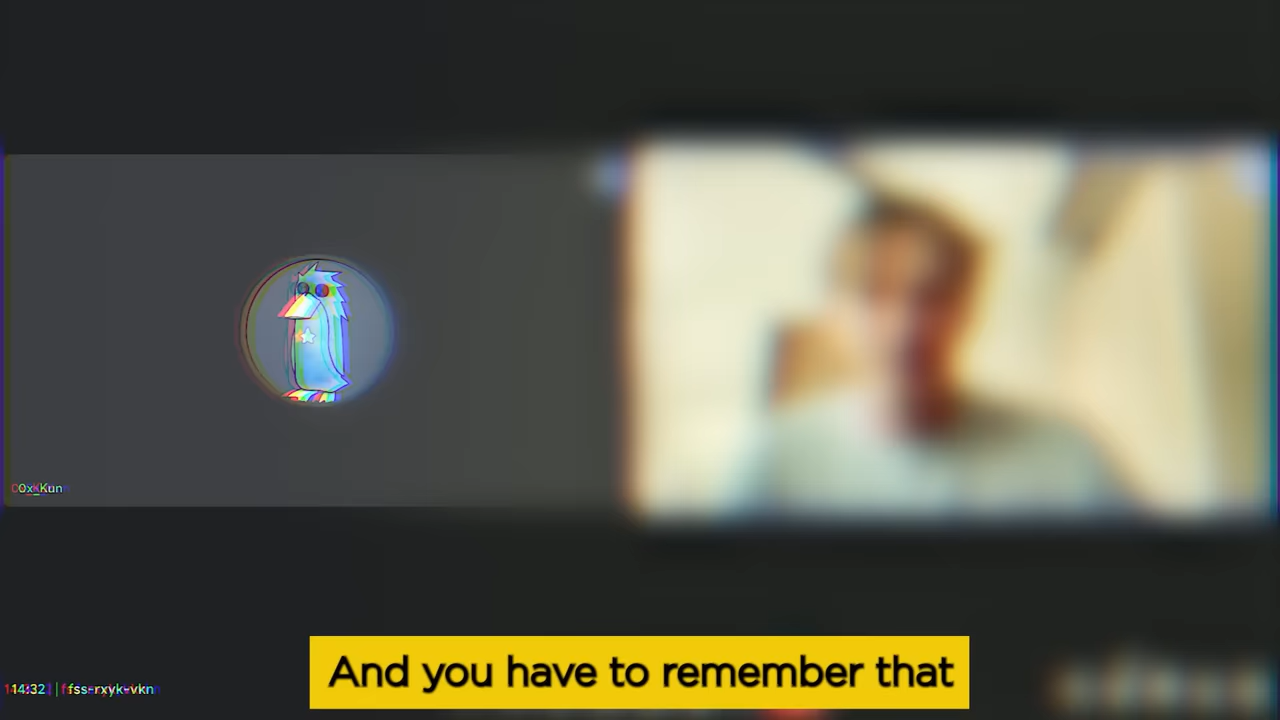 0x_Kun
14:32 | fss-rxyk-vkn
And you have to remember that